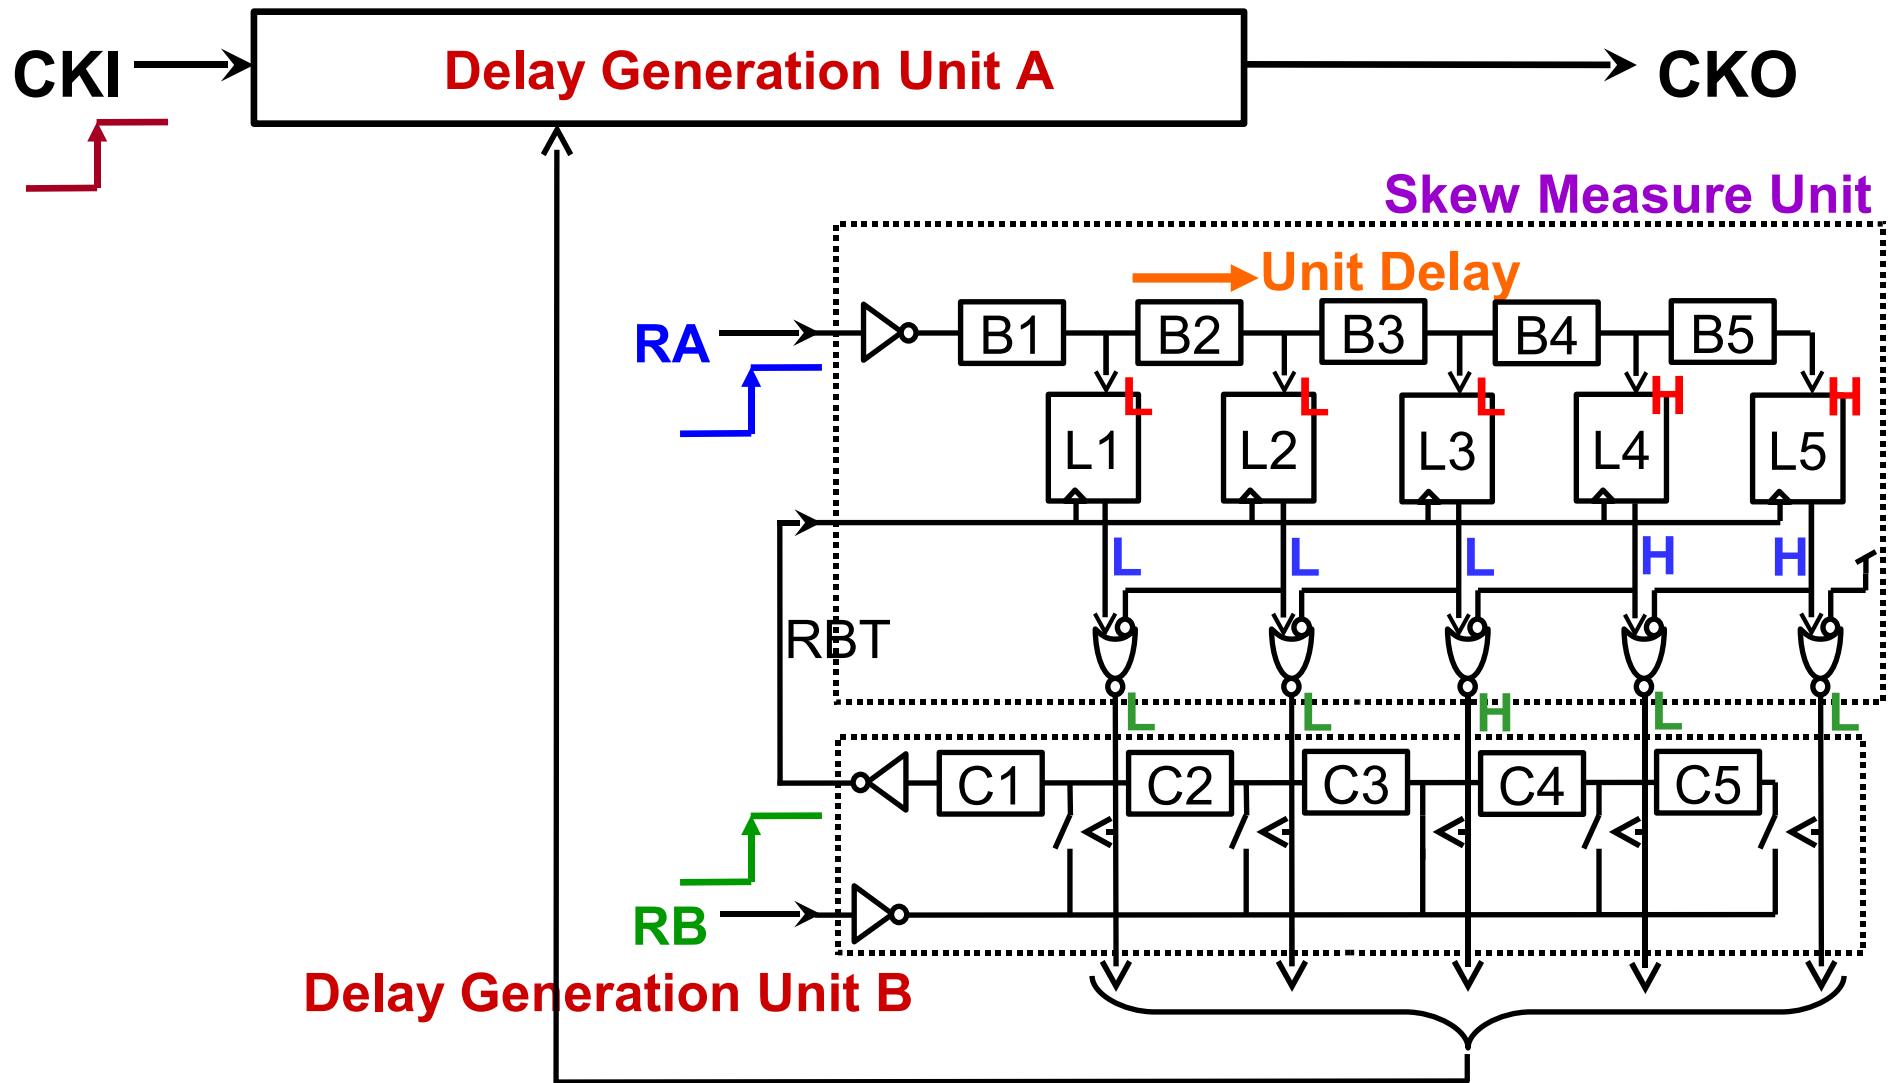 CKI
Delay Generation Unit A
CKO
Skew Measure Unit
Unit Delay
RA
B1 B2 B3 B4 B5
L L L H H
L1 L2 L3 L4 L5
L L L H H
RBT
L L H L L
C1 C2 C3 C4 C5
RB
Delay Generation Unit B